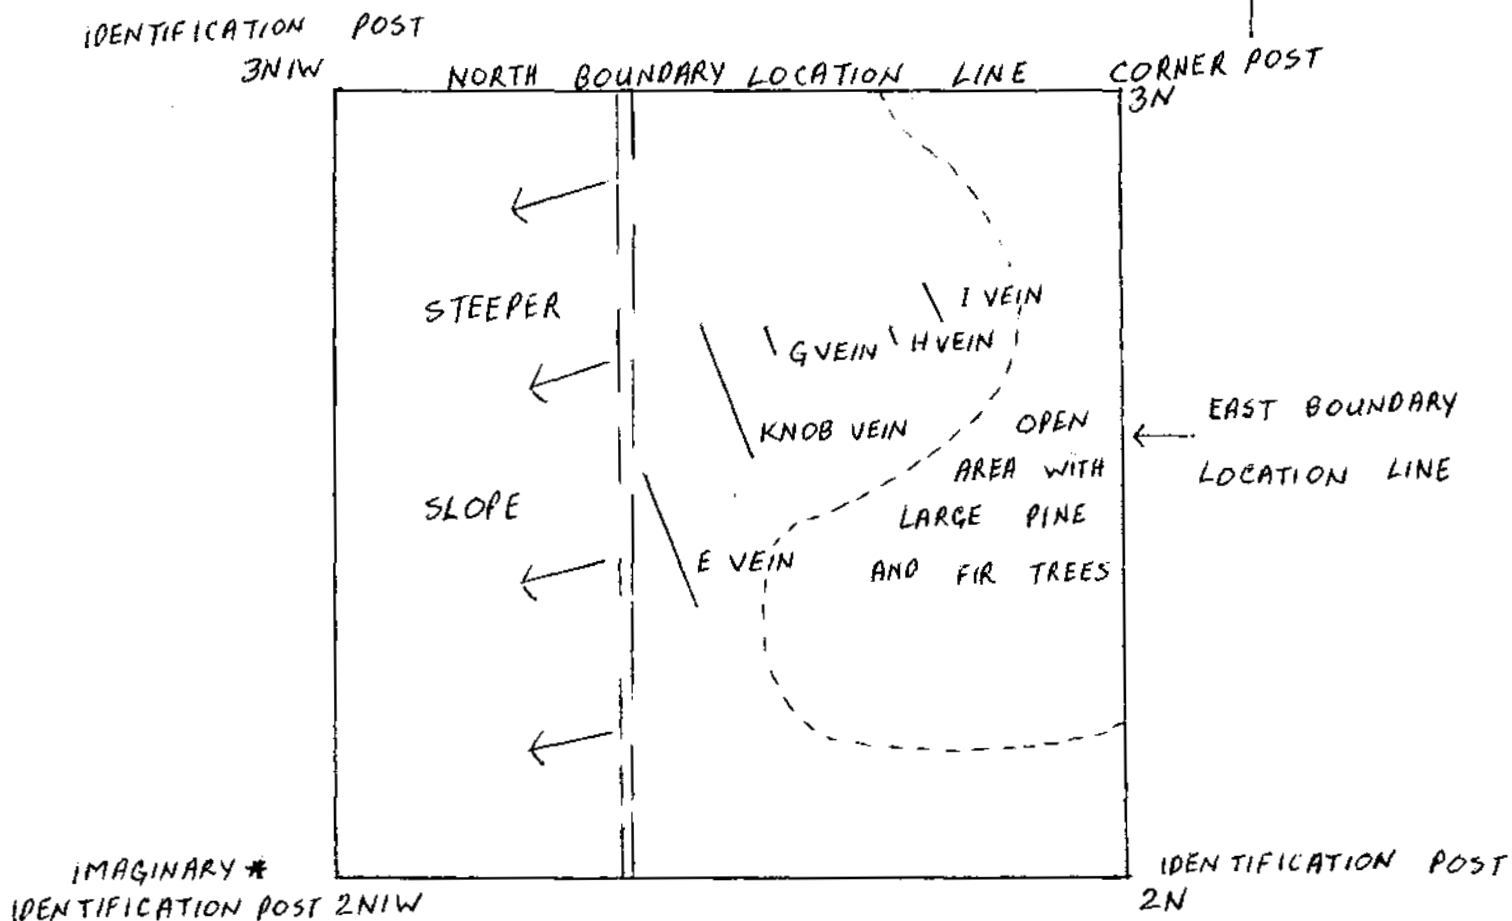 IDENTIFICATION POST
3N1W
NORTH BOUNDARY LOCATION LINE
CORNER POST
3N
STEEPER
SLOPE
I VEIN
G VEIN
H VEIN
KNOB VEIN
E VEIN
OPEN
AREA WITH
LARGE PINE
AND FIR TREES
EAST BOUNDARY
LOCATION LINE
IMAGINARY *
IDENTIFICATION POST 2N1W
IDENTIFICATION POST
2N